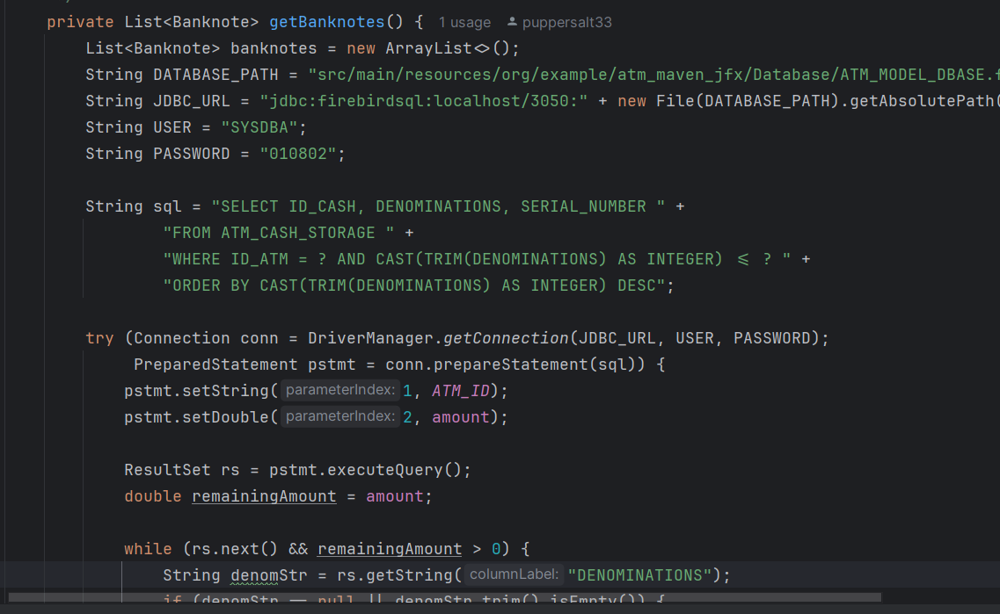 private List<Banknote> getBanknotes() { 1 usage puppersalt33
List<Banknote> banknotes = new ArrayList<>();
String DATABASE_PATH = "src/main/resources/org/example/atm_maven_jfx/Database/ATM_MODEL_DBASE.f
String JDBC_URL = "jdbc:firebirdsql:localhost/3050:" + new File(DATABASE_PATH).getAbsolutePath(
String USER = "SYSDBA";
String PASSWORD = "010802";
String sql = "SELECT ID_CASH, DENOMINATIONS, SERIAL_NUMBER " +
"FROM ATM_CASH_STORAGE " +
"WHERE ID_ATM = ? AND CAST(TRIM(DENOMINATIONS) AS INTEGER) <= ? " +
"ORDER BY CAST(TRIM(DENOMINATIONS) AS INTEGER) DESC";
try (Connection conn = DriverManager.getConnection(JDBC_URL, USER, PASSWORD);
PreparedStatement pstmt = conn.prepareStatement(sql)) {
pstmt.setString( parameterIndex: 1, ATM_ID);
pstmt.setDouble( parameterIndex: 2, amount);
ResultSet rs = pstmt.executeQuery();
double remainingAmount = amount;
while (rs.next() && remainingAmount > 0) {
String denomStr = rs.getString( columnLabel: "DENOMINATIONS");
if (denomStr == null || denomStr.trim().isEmpty()) {